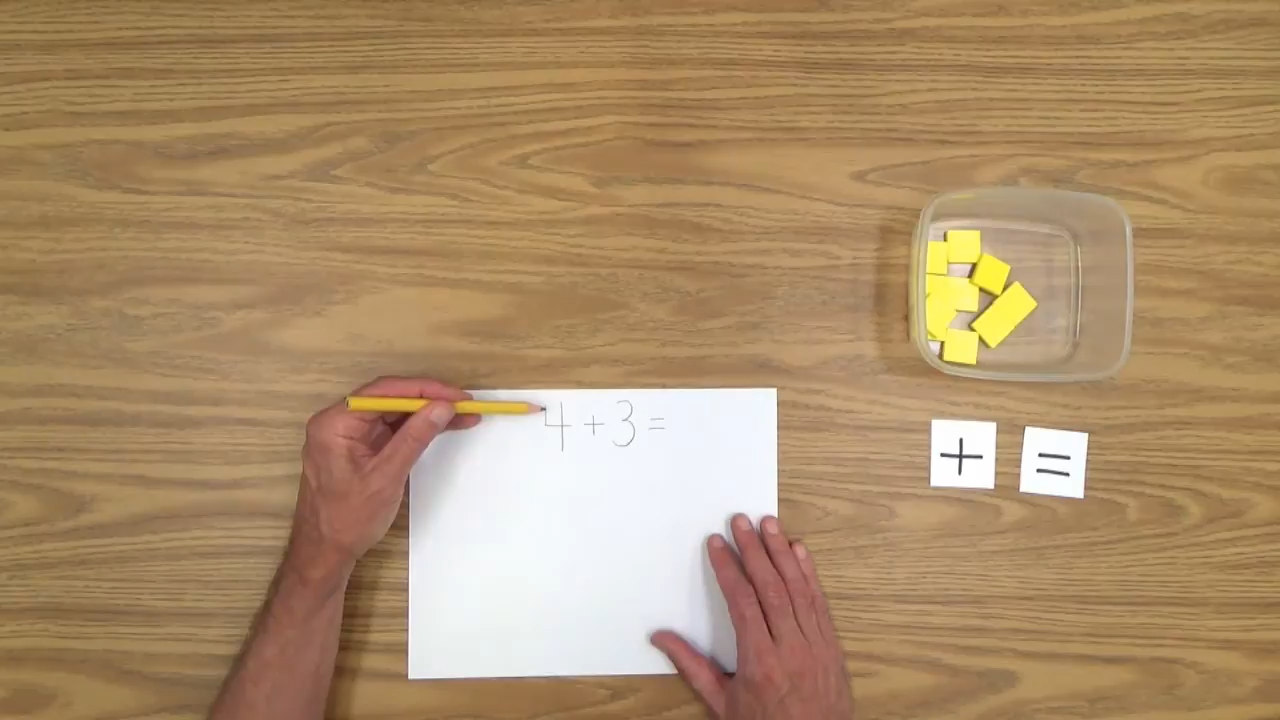 4 + 3 =
+ =